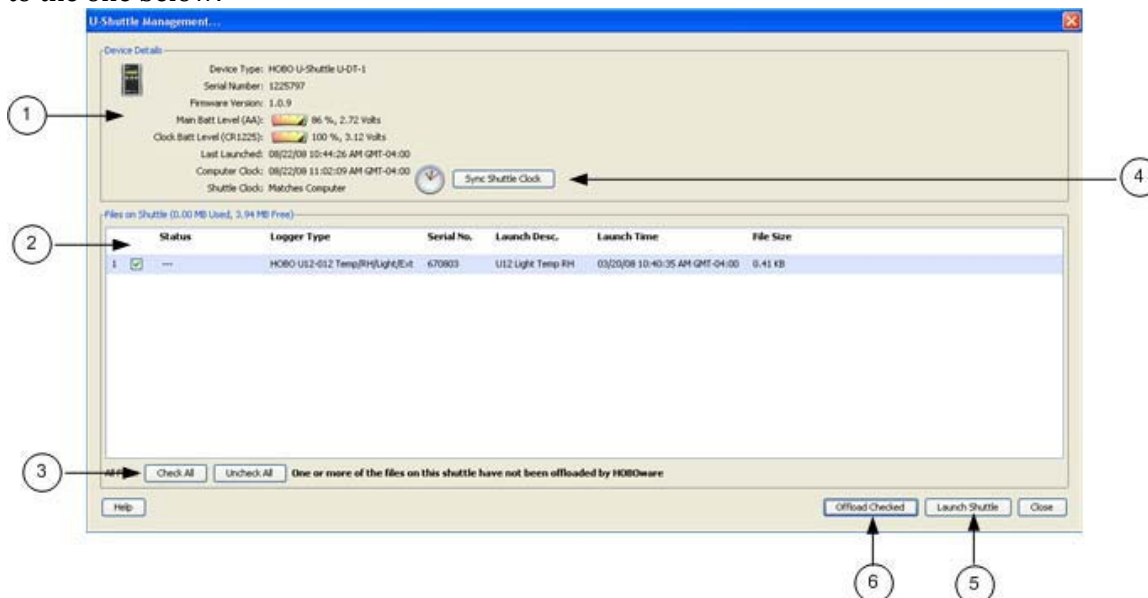 to the one below:
U-Shuttle Management...
Device Details
Device Type: HOBO U-Shuttle U-DT-1
Serial Number: 1225797
Firmware Version: 1.0.9
Main Batt Level (AA): 86 %, 2.72 Volts
Clock Batt Level (CR1225): 100 %, 3.12 Volts
Last Launched: 08/22/08 10:44:26 AM GMT-04:00
Computer Clock: 08/22/08 11:02:09 AM GMT-04:00
Shuttle Clock: Matches Computer
Sync Shuttle Clock
1
4
Files on Shuttle (0.00 MB Used, 3.94 MB Free)
2
Status Logger Type Serial No. Launch Desc. Launch Time File Size
1 --- HOBO U12-012 Temp/RH/Light/Ext 670803 U12 Light Temp RH 03/20/08 10:40:35 AM GMT-04:00 0.41 KB
3
Check All Uncheck All One or more of the files on this shuttle have not been offloaded by HOBOware
Help Offload Checked Launch Shuttle Close
6 5